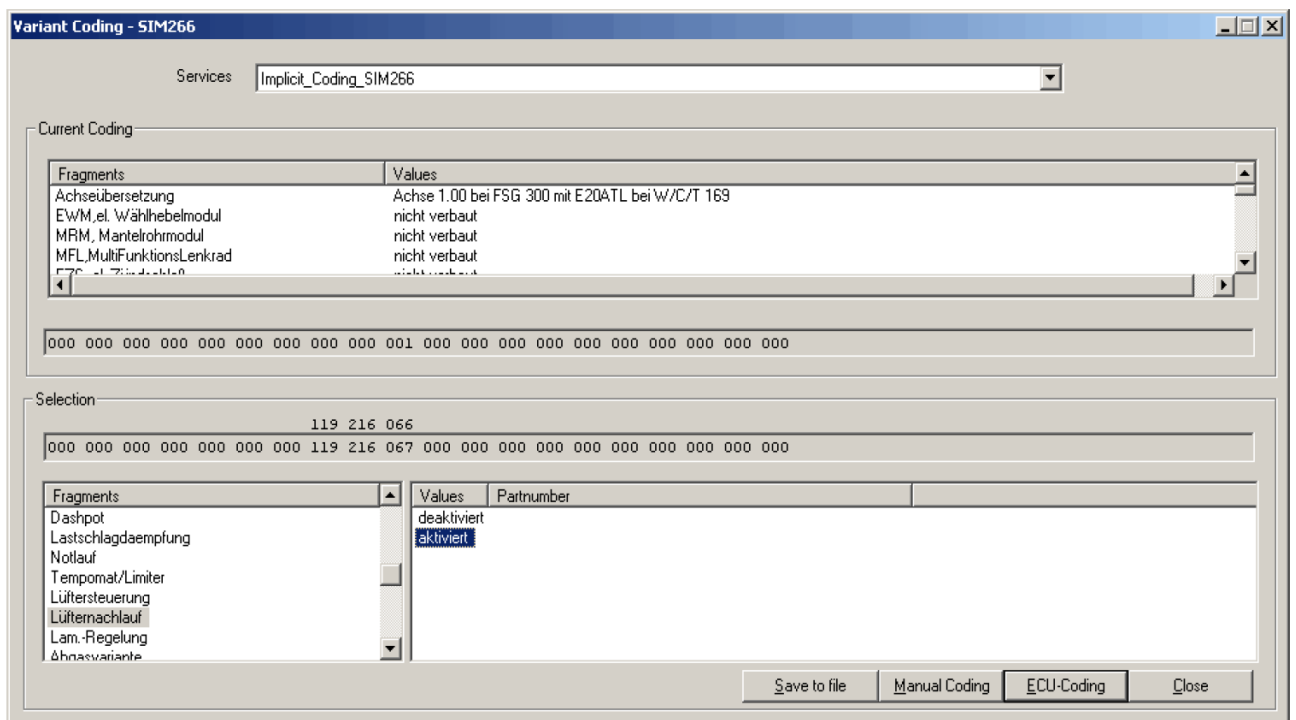 Variant Coding - SIM266
Services Implicit_Coding_SIM266
Current Coding
Fragments Values
Achseübersetzung Achse 1.00 bei FSG 300 mit E20ATL bei W/C/T 169
EWM,el. Wählhebelmodul nicht verbaut
MRM, Mantelrohrmodul nicht verbaut
MFL,MultiFunktionsLenkrad nicht verbaut
000 000 000 000 000 000 000 000 000 001 000 000 000 000 000 000 000 000 000 000
Selection
119 216 066
000 000 000 000 000 000 000 119 216 067 000 000 000 000 000 000 000 000 000 000
Fragments Values Partnumber
Dashpot deaktiviert
Lastschlagdaempfung aktiviert
Notlauf
Tempomat/Limiter
Lüftersteuerung
Lüfternachlauf
Lam.-Regelung
Abgasvariante
Save to file Manual Coding ECU-Coding Close